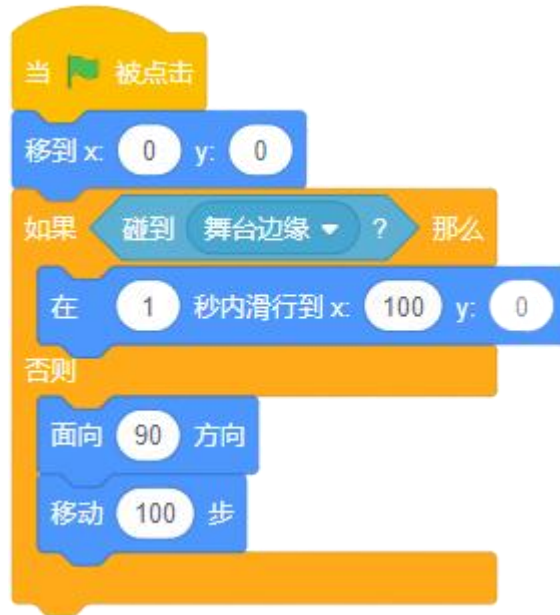 当 被点击
移到 x: 0 y: 0
如果 碰到 舞台边缘 ? 那么
在 1 秒内滑行到 x: 100 y: 0
否则
面向 90 方向
移动 100 步